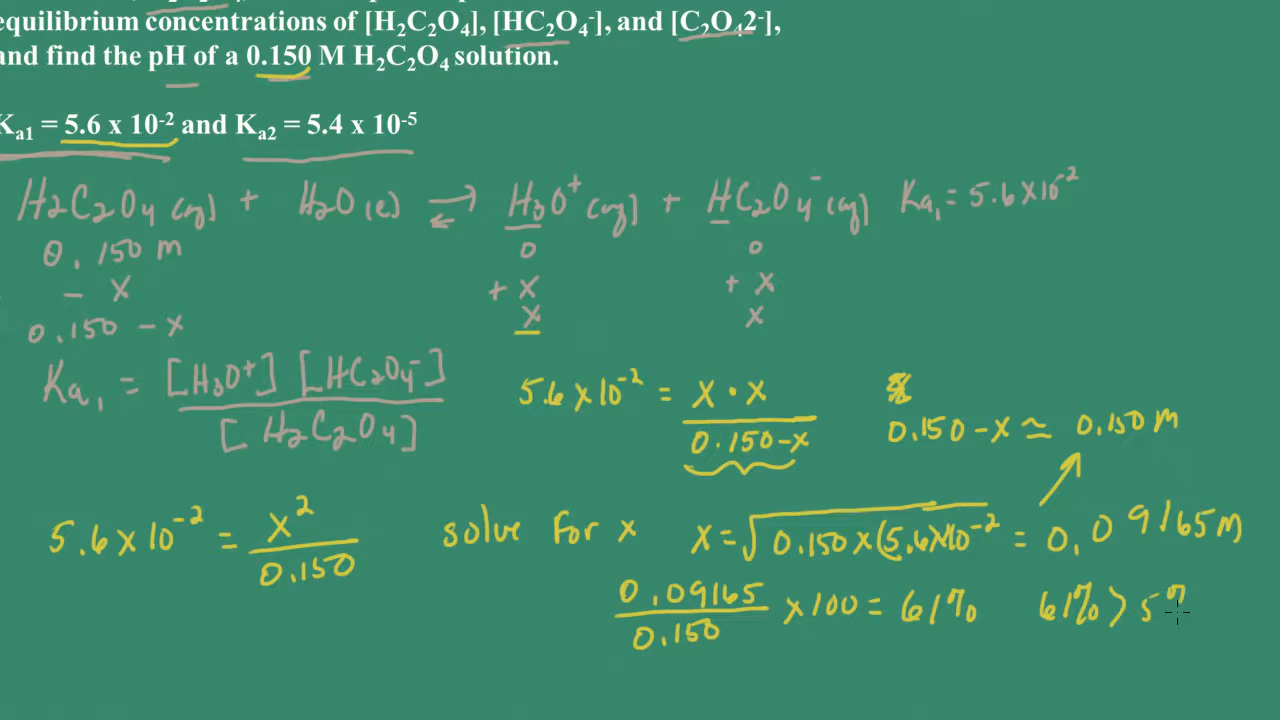 equilibrium concentrations of [H₂C₂O₄], [HC₂O₄⁻], and [C₂O₄2⁻],
and find the pH of a 0.150 M H₂C₂O₄ solution.
Ka1 = 5.6 x 10⁻² and Ka2 = 5.4 x 10⁻⁵
H2C2O4 (aq) + H2O (l) ⇌ H3O⁺ (aq) + HC2O4⁻ (aq) Ka₁ = 5.6 x 10⁻²
0.150 m 0 0
- x + x + x
0.150 - x x x
Ka₁ = [H3O⁺] [HC2O4⁻] / [H2C2O4]
5.6 x 10⁻² = x · x / 0.150 - x
0.150 - x ≃ 0.150 M
5.6 x 10⁻² = x² / 0.150 solve for x x = √0.150 x (5.6 x 10⁻² = 0.09165 M
0.09165 / 0.150 x 100 = 61% 61% > 5%